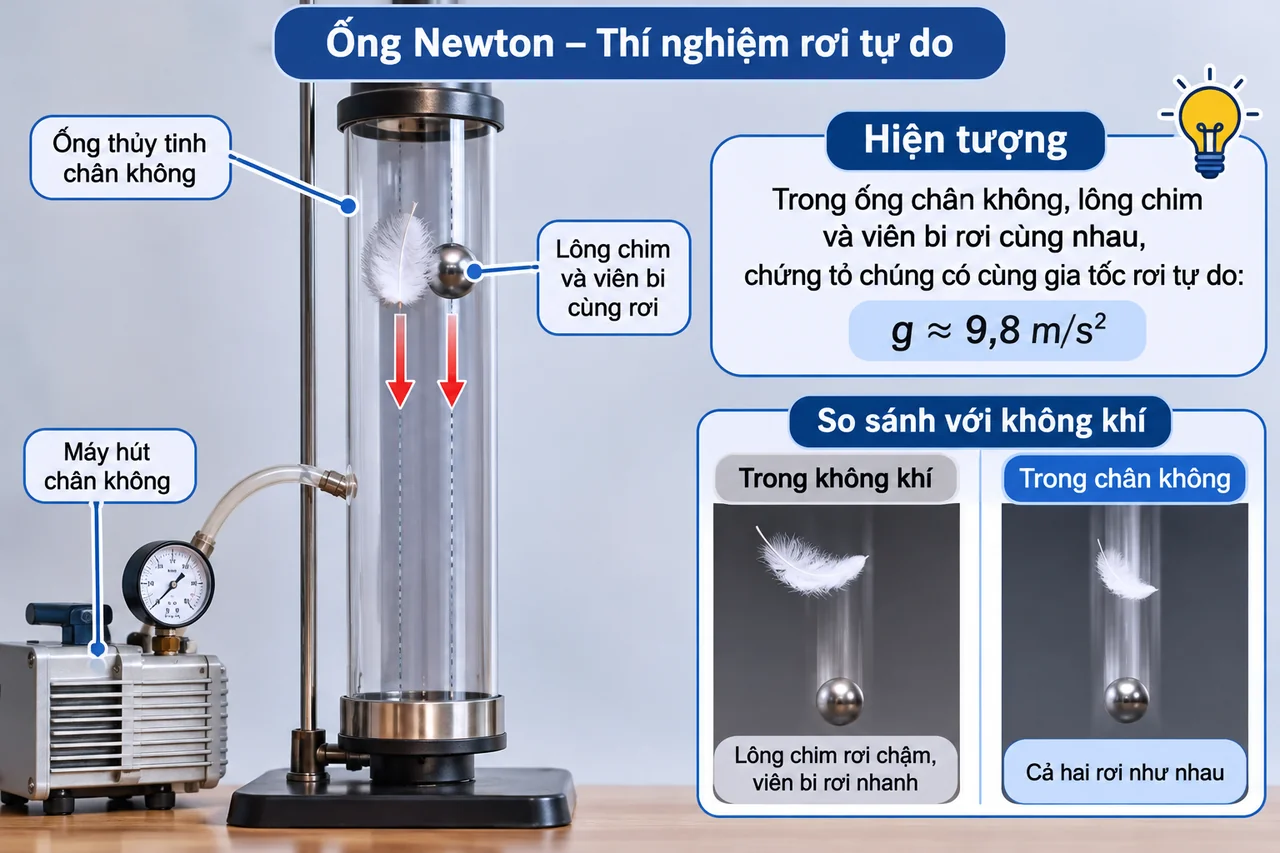 Ống Newton – Thí nghiệm rơi tự do
Ống thủy tinh
chân không
Lông chim
và viên bi
cùng rơi
Máy hút
chân không
Hiện tượng
Trong ống chân không, lông chim
và viên bi rơi cùng nhau,
chứng tỏ chúng có cùng gia tốc rơi tự do:
g ≈ 9,8 m/s²
So sánh với không khí
Trong không khí
Lông chim rơi chậm,
viên bi rơi nhanh
Trong chân không
Cả hai rơi như nhau